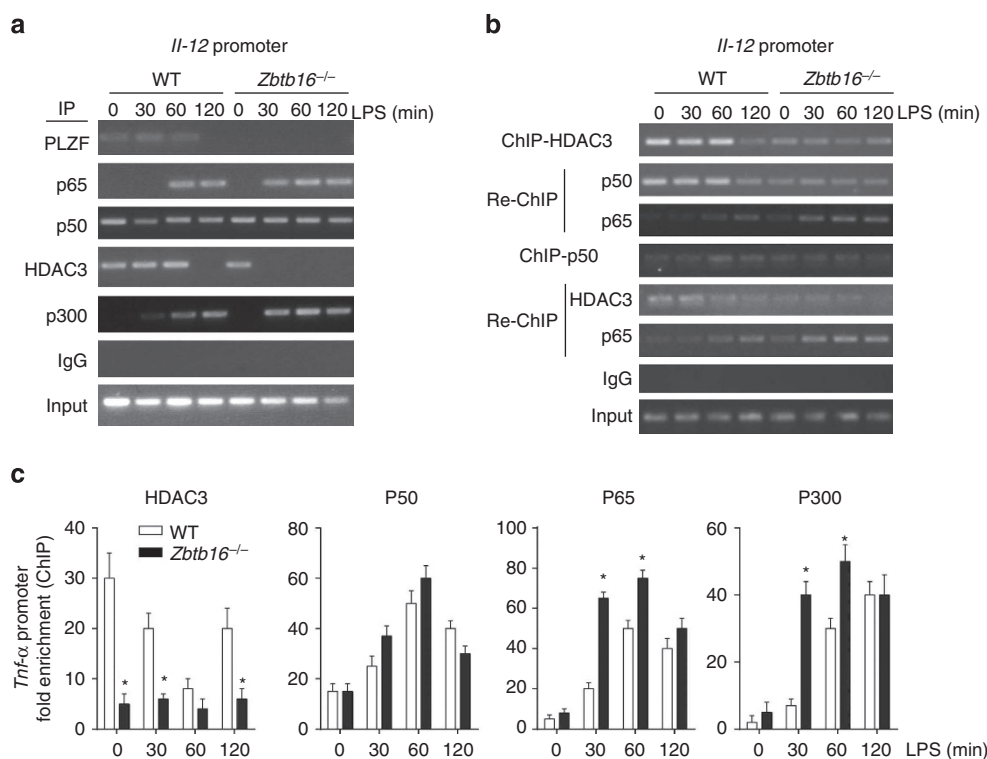 a
Il-12 promoter
WT Zbtb16–/–
IP 0 30 60 120 0 30 60 120 LPS (min)
PLZF
p65
p50
HDAC3
p300
IgG
Input
b
Il-12 promoter
WT Zbtb16–/–
0 30 60 120 0 30 60 120 LPS (min)
ChIP-HDAC3
Re-ChIP
p50
p65
ChIP-p50
Re-ChIP
HDAC3
p65
IgG
Input
c
Tnf-α promoter
fold enrichment (ChIP)
HDAC3
WT
Zbtb16–/–
40
30
20
10
0
* * *
0 30 60 120
P50
80
60
40
20
0
0 30 60 120
P65
100
80
60
40
20
0
* *
0 30 60 120
P300
60
40
20
0
* *
0 30 60 120 LPS (min)